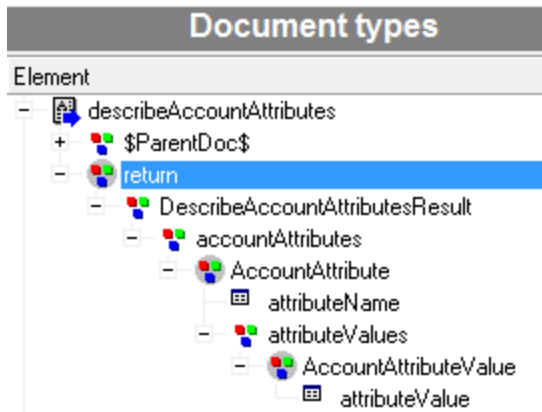 Document types
Element
describeAccountAttributes
$ParentDoc$
return
DescribeAccountAttributesResult
accountAttributes
AccountAttribute
attributeName
attributeValues
AccountAttributeValue
attributeValue